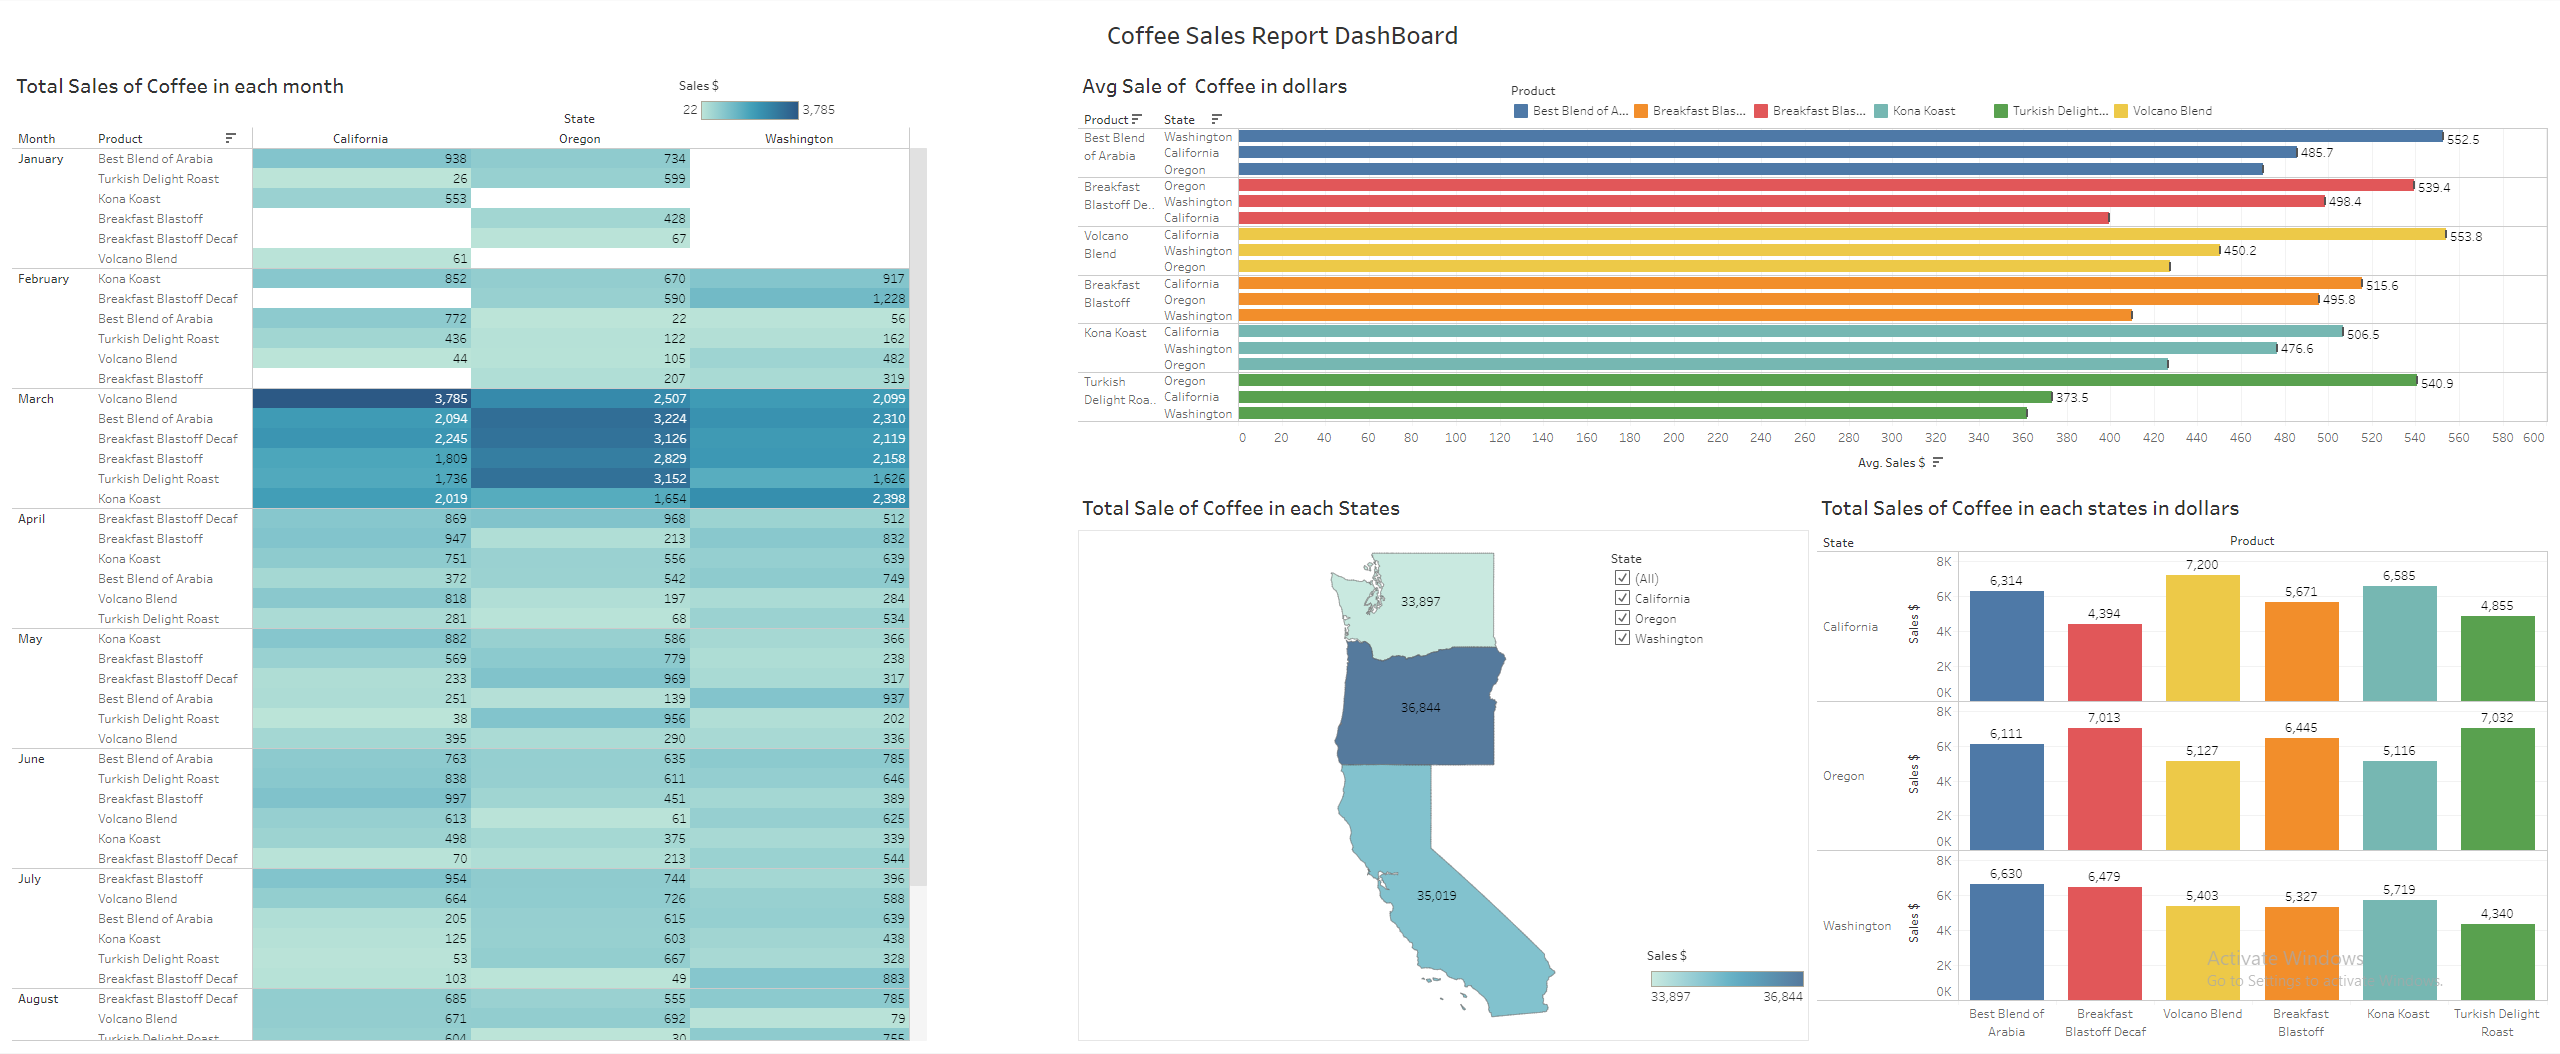 Coffee Sales Report DashBoard
Total Sales of Coffee in each month
Sales $
22 3,785
State
Month Product California Oregon Washington
January Best Blend of Arabia 938 734
Turkish Delight Roast 26 599
Kona Koast 553
Breakfast Blastoff 428
Breakfast Blastoff Decaf 67
Volcano Blend 61
February Kona Koast 852 670 917
Breakfast Blastoff Decaf 590 1,228
Best Blend of Arabia 772 22 56
Turkish Delight Roast 436 122 162
Volcano Blend 44 105 482
Breakfast Blastoff 207 319
March Volcano Blend 3,785 2,507 2,099
Best Blend of Arabia 2,094 3,224 2,310
Breakfast Blastoff Decaf 2,245 3,126 2,119
Breakfast Blastoff 1,809 2,829 2,158
Turkish Delight Roast 1,736 3,152 1,626
Kona Koast 2,019 1,654 2,398
April Breakfast Blastoff Decaf 869 968 512
Breakfast Blastoff 947 213 832
Kona Koast 751 556 639
Best Blend of Arabia 372 542 749
Volcano Blend 818 197 284
Turkish Delight Roast 281 68 534
May Kona Koast 882 586 366
Breakfast Blastoff 569 779 238
Breakfast Blastoff Decaf 233 969 317
Best Blend of Arabia 251 139 937
Turkish Delight Roast 38 956 202
Volcano Blend 395 290 336
June Best Blend of Arabia 763 635 785
Turkish Delight Roast 838 611 646
Breakfast Blastoff 997 451 389
Volcano Blend 613 61 625
Kona Koast 498 375 339
Breakfast Blastoff Decaf 70 213 544
July Breakfast Blastoff 954 744 396
Volcano Blend 664 726 588
Best Blend of Arabia 205 615 639
Kona Koast 125 603 438
Turkish Delight Roast 53 667 328
Breakfast Blastoff Decaf 103 49 883
August Breakfast Blastoff Decaf 685 555 785
Volcano Blend 671 692 79
Turkish Delight Roast 604 30 755
Avg Sale of Coffee in dollars
Product
Best Blend of A... Breakfast Blas... Breakfast Blas... Kona Koast Turkish Delight... Volcano Blend
Product State
Best Blend of Arabia
Washington 552.5
California 485.7
Oregon
Breakfast Blastoff De..
Oregon 539.4
Washington 498.4
California
Volcano Blend
California 553.8
Washington 450.2
Oregon
Breakfast Blastoff
California 515.6
Oregon 495.8
Washington
Kona Koast
California 506.5
Washington 476.6
Oregon
Turkish Delight Roa..
Oregon 540.9
California 373.5
Washington
0 20 40 60 80 100 120 140 160 180 200 220 240 260 280 300 320 340 360 380 400 420 440 460 480 500 520 540 560 580 600
Avg. Sales $
Total Sale of Coffee in each States
State
(All)
California
Oregon
Washington
33,897
36,844
35,019
Sales $
33,897 36,844
Total Sales of Coffee in each states in dollars
State Product
California
Sales $
8K
6K
4K
2K
0K
6,314 4,394 7,200 5,671 6,585 4,855
Oregon
Sales $
8K
6K
4K
2K
0K
6,111 7,013 5,127 6,445 5,116 7,032
Washington
Sales $
8K
6K
4K
2K
0K
6,630 6,479 5,403 5,327 5,719 4,340
Best Blend of Arabia
Breakfast Blastoff Decaf
Volcano Blend
Breakfast Blastoff
Kona Koast
Turkish Delight Roast
Activate Windows
Go to Settings to activate Windows.